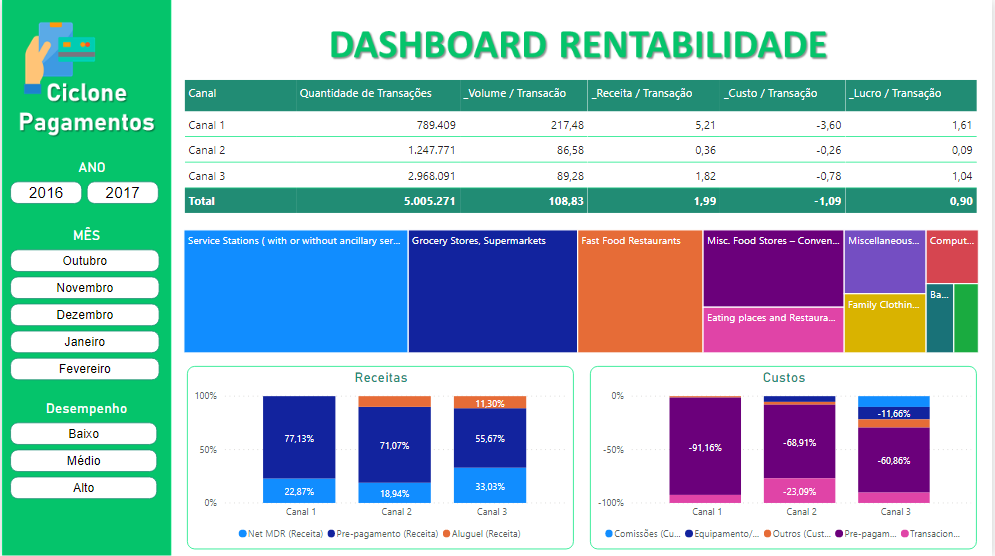 Ciclone
Pagamentos
DASHBOARD RENTABILIDADE
ANO
2016 2017
MÊS
Outubro
Novembro
Dezembro
Janeiro
Fevereiro
Desempenho
Baixo
Médio
Alto
Canal Quantidade de Transações _Volume / Transacão _Receita / Transação _Custo / Transação _Lucro / Transação
Canal 1 789.409 217,48 5,21 -3,60 1,61
Canal 2 1.247.771 86,58 0,36 -0,26 0,09
Canal 3 2.968.091 89,28 1,82 -0,78 1,04
Total 5.005.271 108,83 1,99 -1,09 0,90
Service Stations ( with or without ancillary ser...
Grocery Stores, Supermarkets
Fast Food Restaurants
Misc. Food Stores – Conven...
Eating places and Restaura...
Miscellaneous...
Family Clothin...
Comput...
Ba...
Receitas
100%
50%
0%
77,13%
22,87%
71,07%
18,94%
11,30%
55,67%
33,03%
Canal 1 Canal 2 Canal 3
Net MDR (Receita) Pre-pagamento (Receita) Aluguel (Receita)
Custos
0%
-50%
-100%
-91,16%
-68,91%
-23,09%
-11,66%
-60,86%
Canal 1 Canal 2 Canal 3
Comissões (Cu... Equipamento/... Outros (Cust... Pre-pagam... Transacion...